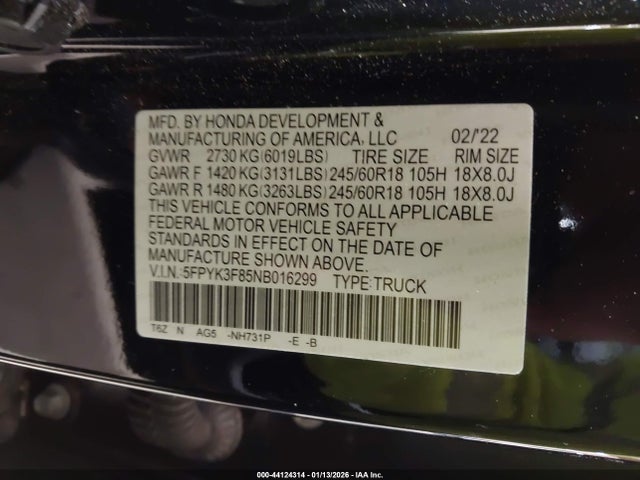 MFD. BY HONDA DEVELOPMENT &
MANUFACTURING OF AMERICA, LLC 02/'22
GVWR 2730 KG(6019LBS) TIRE SIZE RIM SIZE
GAWR F 1420 KG(3131LBS) 245/60R18 105H 18X8.0J
GAWR R 1480 KG(3263LBS) 245/60R18 105H 18X8.0J
THIS VEHICLE CONFORMS TO ALL APPLICABLE
FEDERAL MOTOR VEHICLE SAFETY
STANDARDS IN EFFECT ON THE DATE OF
MANUFACTURE SHOWN ABOVE.
V.I.N.:5FPYK3F85NB016299 TYPE:TRUCK
T6Z N AG5 -NH731P -E -B
000-44124314 - 01/13/2026 - IAA Inc.